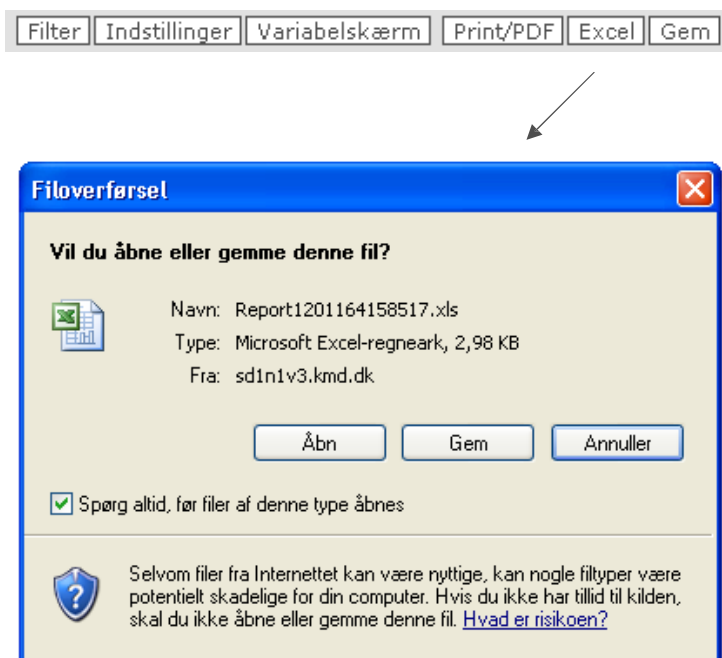 Filter Indstillinger Variabelskærm Print/PDF Excel Gem
Filoverførsel
Vil du åbne eller gemme denne fil?
Navn: Report1201164158517.xls
Type: Microsoft Excel-regneark, 2,98 KB
Fra: sd1n1v3.kmd.dk
Åbn Gem Annuller
Spørg altid, før filer af denne type åbnes
Selvom filer fra Internettet kan være nyttige, kan nogle filtyper være
potentielt skadelige for din computer. Hvis du ikke har tillid til kilden,
skal du ikke åbne eller gemme denne fil. Hvad er risikoen?